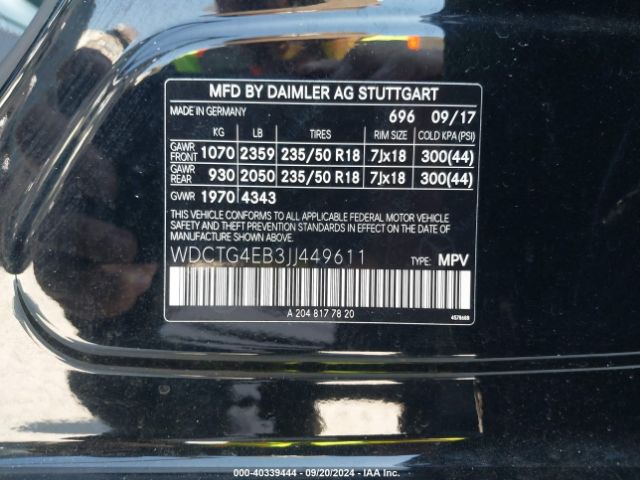 MFD BY DAIMLER AG STUTTGART
MADE IN GERMANY 696 09/17
KG LB TIRES RIM SIZE COLD KPA(PSI)
GAWR FRONT 1070 2359 235/50 R18 7Jx18 300(44)
GAWR REAR 930 2050 235/50 R18 7Jx18 300(44)
GVWR 1970 4343
THIS VEHICLE CONFORMS TO ALL APPLICABLE FEDERAL MOTOR VEHICLE
SAFETY AND THEFT PREVENTION STANDARDS IN EFFECT ON THE DATE OF
MANUFACTURE SHOWN ABOVE.
WDCTG4EB3JJ449611 TYPE: MPV
A 204 817 78 20
000-40339444 - 09/20/2024 - IAA Inc.